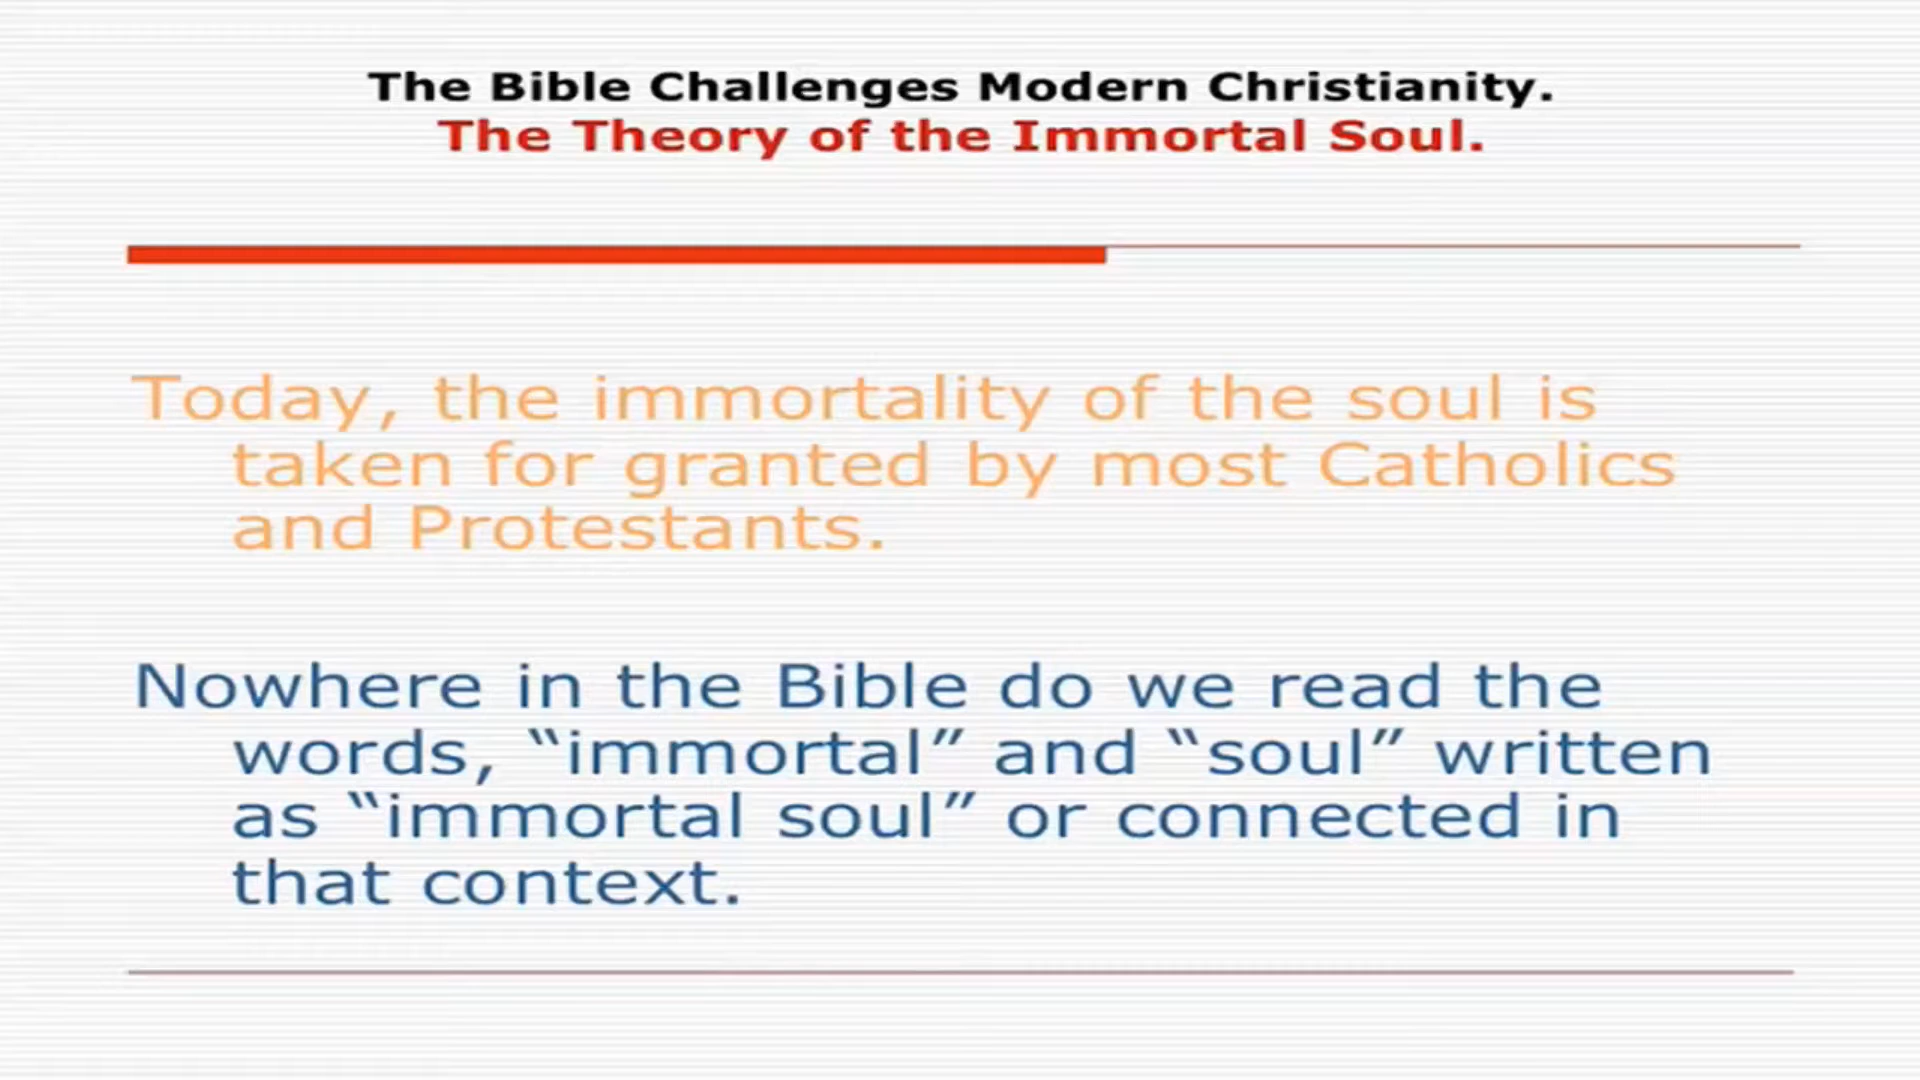 The Bible Challenges Modern Christianity.
The Theory of the Immortal Soul.
Today, the immortality of the soul is
taken for granted by most Catholics
and Protestants.
Nowhere in the Bible do we read the
words, “immortal” and “soul” written
as “immortal soul” or connected in
that context.